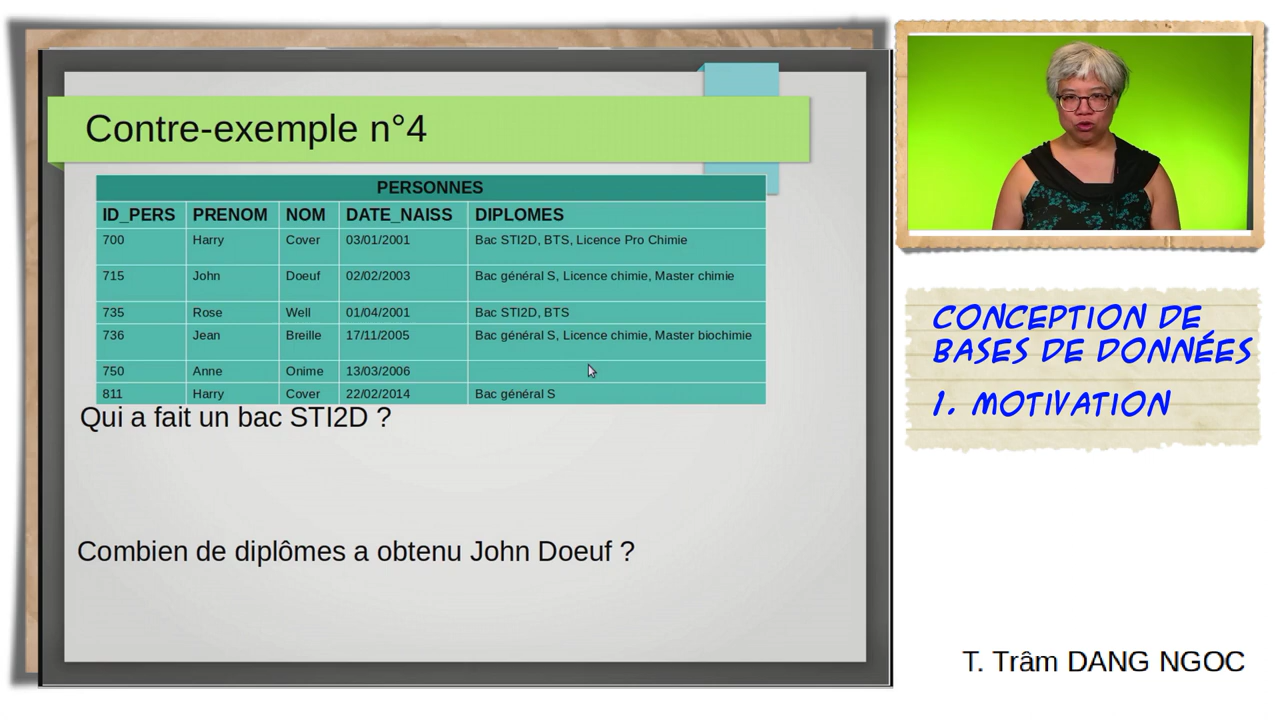 Contre-exemple n°4
PERSONNES
ID_PERS PRENOM NOM DATE_NAISS DIPLOMES
700 Harry Cover 03/01/2001 Bac STI2D, BTS, Licence Pro Chimie
715 John Doeuf 02/02/2003 Bac général S, Licence chimie, Master chimie
735 Rose Well 01/04/2001 Bac STI2D, BTS
736 Jean Breille 17/11/2005 Bac général S, Licence chimie, Master biochimie
750 Anne Onime 13/03/2006
811 Harry Cover 22/02/2014 Bac général S
Qui a fait un bac STI2D ?
Combien de diplômes a obtenu John Doeuf ?
CONCEPTION DE
BASES DE DONNÉES
1. MOTIVATION
T. Trâm DANG NGOC